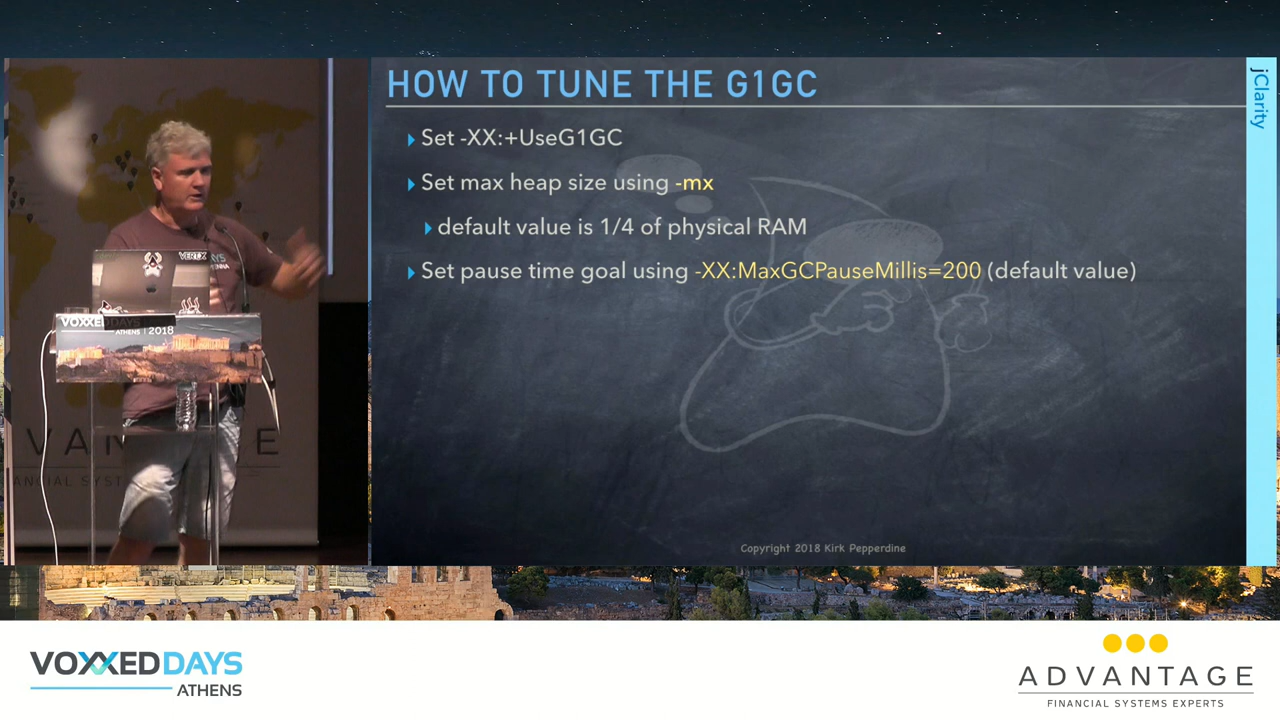 HOW TO TUNE THE G1GC
jClarity
Set -XX:+UseG1GC
Set max heap size using -mx
default value is 1/4 of physical RAM
Set pause time goal using -XX:MaxGCPauseMillis=200 (default value)
Copyright 2018 Kirk Pepperdine
VERT.X
VOXXED DAYS
ATHENS | 2018
VOXXED DAYS
ATHENS
ADVANTAGE
FINANCIAL SYSTEMS EXPERTS